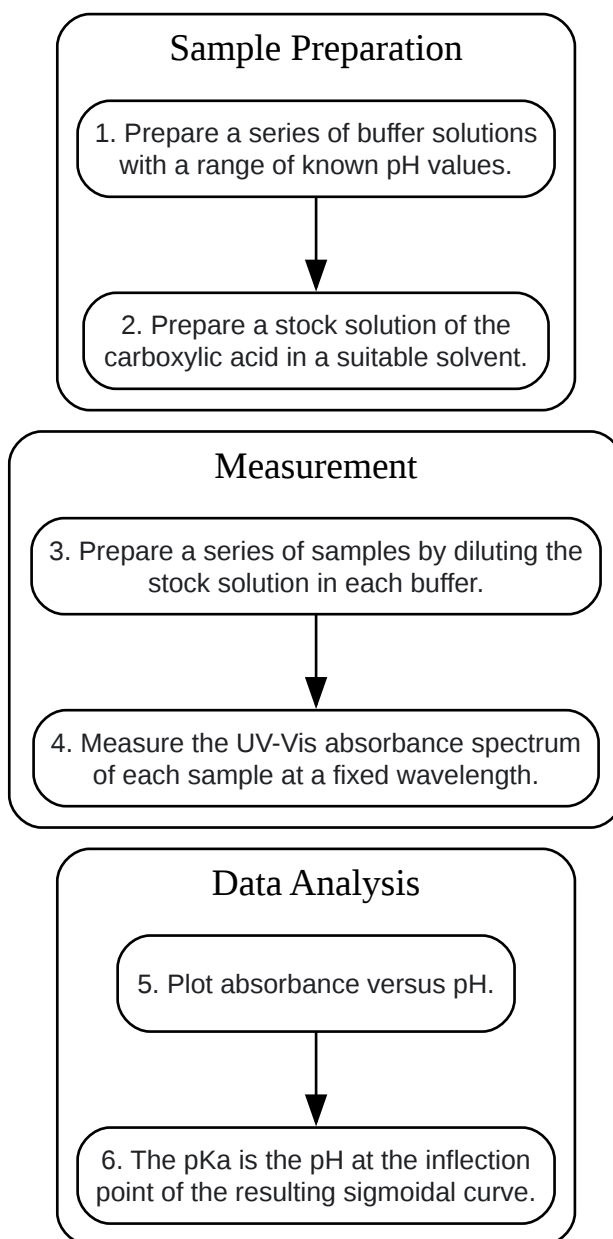 Sample Preparation
1. Prepare a series of buffer solutions
with a range of known pH values.
2. Prepare a stock solution of the
carboxylic acid in a suitable solvent.
Measurement
3. Prepare a series of samples by diluting the
stock solution in each buffer.
4. Measure the UV-Vis absorbance spectrum
of each sample at a fixed wavelength.
Data Analysis
5. Plot absorbance versus pH.
6. The pKa is the pH at the inflection
point of the resulting sigmoidal curve.